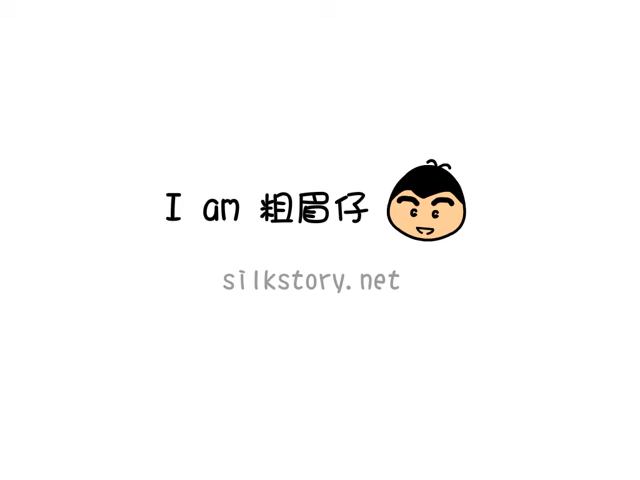 I am 粗眉仔
silkstory.net